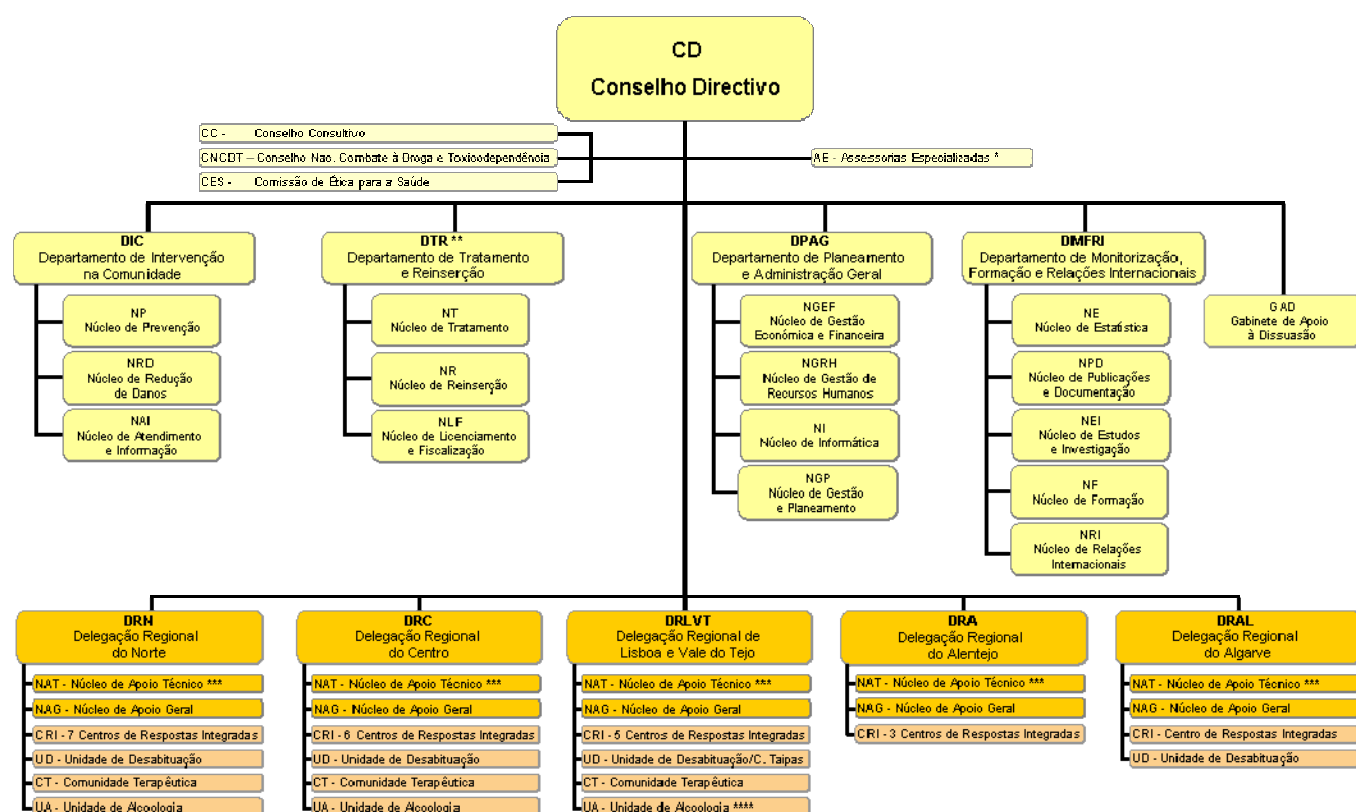 CD
Conselho Directivo
CC - Conselho Consultivo
CNCDT – Conselho Nac. Combate à Droga e Toxicodependência
CES - Comissão de Ética para a Saúde
AE - Assessorias Especializadas *
DIC
Departamento de Intervenção
na Comunidade
NP
Núcleo de Prevenção
NRD
Núcleo de Redução
de Danos
NAI
Núcleo de Atendimento
e Informação
DTR **
Departamento de Tratamento
e Reinserção
NT
Núcleo de Tratamento
NR
Núcleo de Reinserção
NLF
Núcleo de Licenciamento
e Fiscalização
DPAG
Departamento de Planeamento
e Administração Geral
NGEF
Núcleo de Gestão
Económica e Financeira
NGRH
Núcleo de Gestão de
Recursos Humanos
NI
Núcleo de Informática
NGP
Núcleo de Gestão
e Planeamento
DMFRI
Departamento de Monitorização,
Formação e Relações Internacionais
NE
Núcleo de Estatística
NPD
Núcleo de Publicações
e Documentação
NEI
Núcleo de Estudos
e Investigação
NF
Núcleo de Formação
NRI
Núcleo de Relações
Internacionais
GAD
Gabinete de Apoio
à Dissuasão
DRN
Delegação Regional
do Norte
NAT - Núcleo de Apoio Técnico ***
NAG - Núcleo de Apoio Geral
CRI - 7 Centros de Respostas Integradas
UD - Unidade de Desabituação
CT - Comunidade Terapêutica
UA - Unidade de Alcoologia
DRC
Delegação Regional
do Centro
NAT - Núcleo de Apoio Técnico ***
NAG - Núcleo de Apoio Geral
CRI - 6 Centros de Respostas Integradas
UD - Unidade de Desabituação
CT - Comunidade Terapêutica
UA - Unidade de Alcoologia
DRLVT
Delegação Regional de
Lisboa e Vale do Tejo
NAT - Núcleo de Apoio Técnico ***
NAG - Núcleo de Apoio Geral
CRI - 5 Centros de Respostas Integradas
UD - Unidade de Desabituação/C. Taipas
CT - Comunidade Terapêutica
UA - Unidade de Alcoologia ****
DRA
Delegação Regional
do Alentejo
NAT - Núcleo de Apoio Técnico ***
NAG - Núcleo de Apoio Geral
CRI - 3 Centros de Respostas Integradas
DRAL
Delegação Regional
do Algarve
NAT - Núcleo de Apoio Técnico ***
NAG - Núcleo de Apoio Geral
CRI - Centro de Respostas Integradas
UD - Unidade de Desabituação